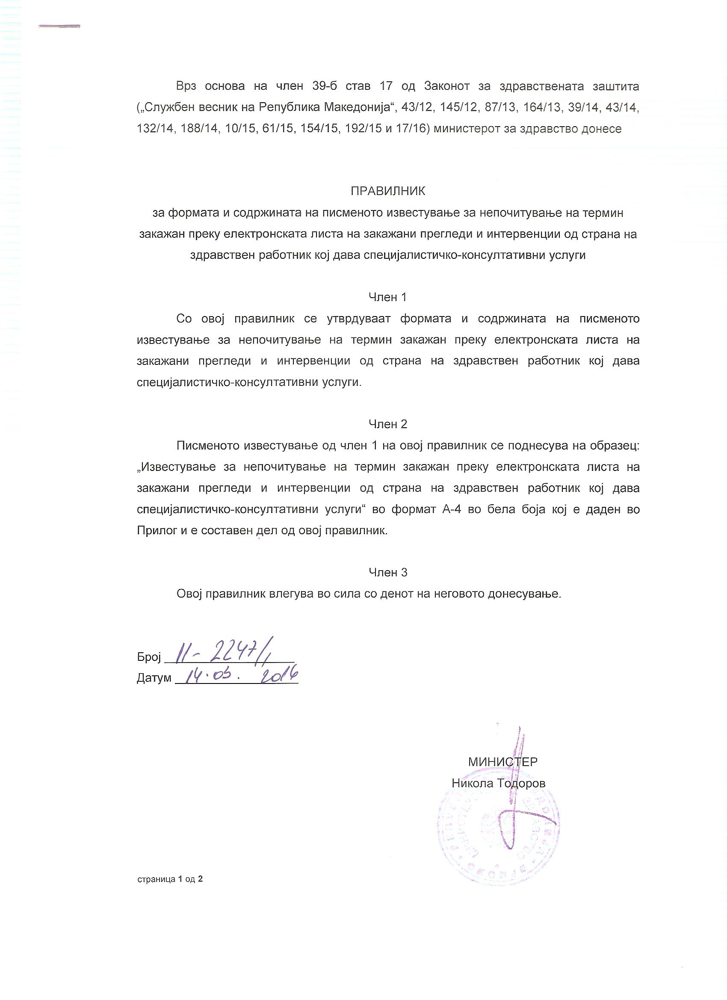 Врз основа на член 39-б став 17 од Законот за здравствената заштита
(„Службен весник на Република Македонија“, 43/12, 145/12, 87/13, 164/13, 39/14, 43/14,
132/14, 188/14, 10/15, 61/15, 154/15, 192/15 и 17/16) министерот за здравство донесе
ПРАВИЛНИК
за формата и содржината на писменото известување за непочитување на термин
закажан преку електронската листа на закажани прегледи и интервенции од страна на
здравствен работник кој дава специјалистичко-консултативни услуги
Член 1
Со овој правилник се утврдуваат формата и содржината на писменото
известување за непочитување на термин закажан преку електронската листа на
закажани прегледи и интервенции од страна на здравствен работник кој дава
специјалистичко-консултативни услуги.
Член 2
Писменото известување од член 1 на овој правилник се поднесува на образец:
„Известување за непочитување на термин закажан преку електронската листа на
закажани прегледи и интервенции од страна на здравствен работник кој дава
специјалистичко-консултативни услуги“ во формат А-4 во бела боја кој е даден во
Прилог и е составен дел од овој правилник.
Член 3
Овој правилник влегува во сила со денот на неговото донесување.
Број 11-2247/1
Датум 14.03. 2016
МИНИСТЕР
Никола Тодоров
СКОПЈЕ
страница 1 од 2